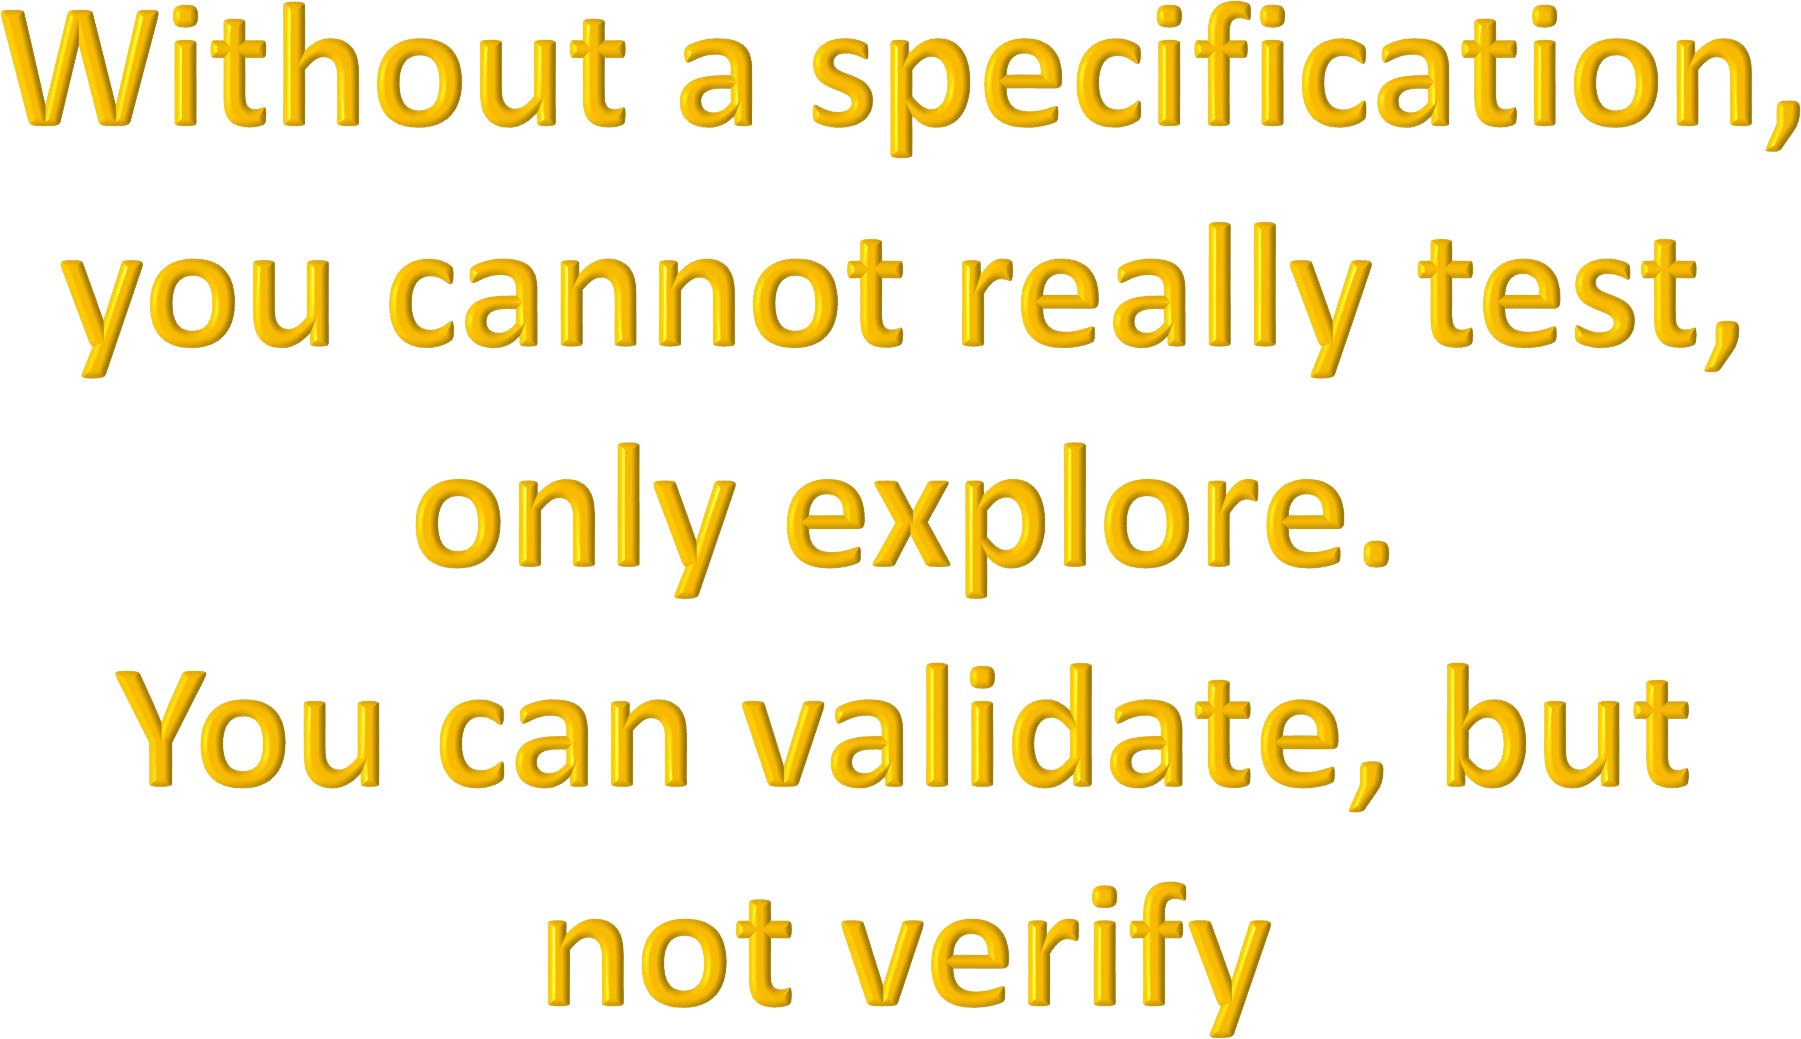 Without a specification,
you cannot really test,
only explore.
You can validate, but
not verify